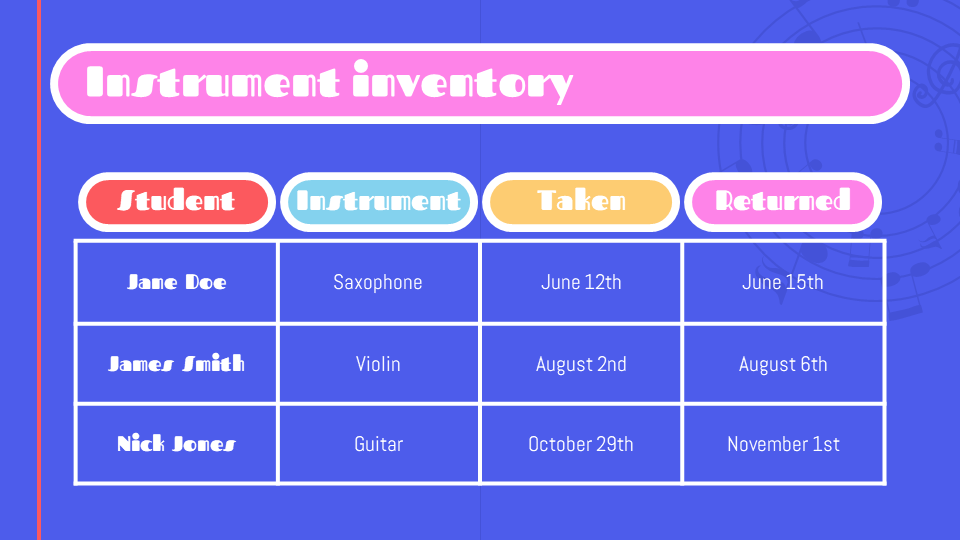 Instrument inventory
Student Instrument Taken Returned
Jane Doe Saxophone June 12th June 15th
James Smith Violin August 2nd August 6th
Nick Jones Guitar October 29th November 1st